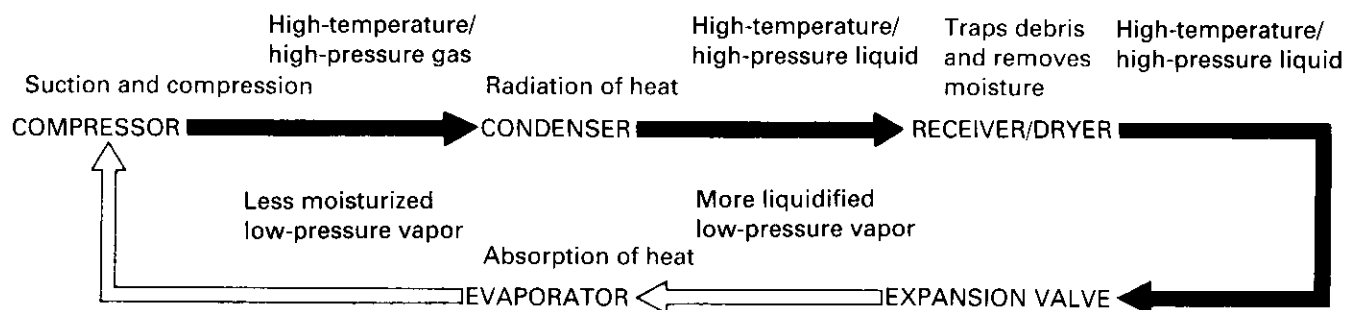 High-temperature/
high-pressure gas
High-temperature/
high-pressure liquid
Traps debris
and removes
moisture
High-temperature/
high-pressure liquid
Suction and compression
Radiation of heat
COMPRESSOR
CONDENSER
RECEIVER/DRYER
Less moisturized
low-pressure vapor
More liquidified
low-pressure vapor
Absorption of heat
EVAPORATOR
EXPANSION VALVE